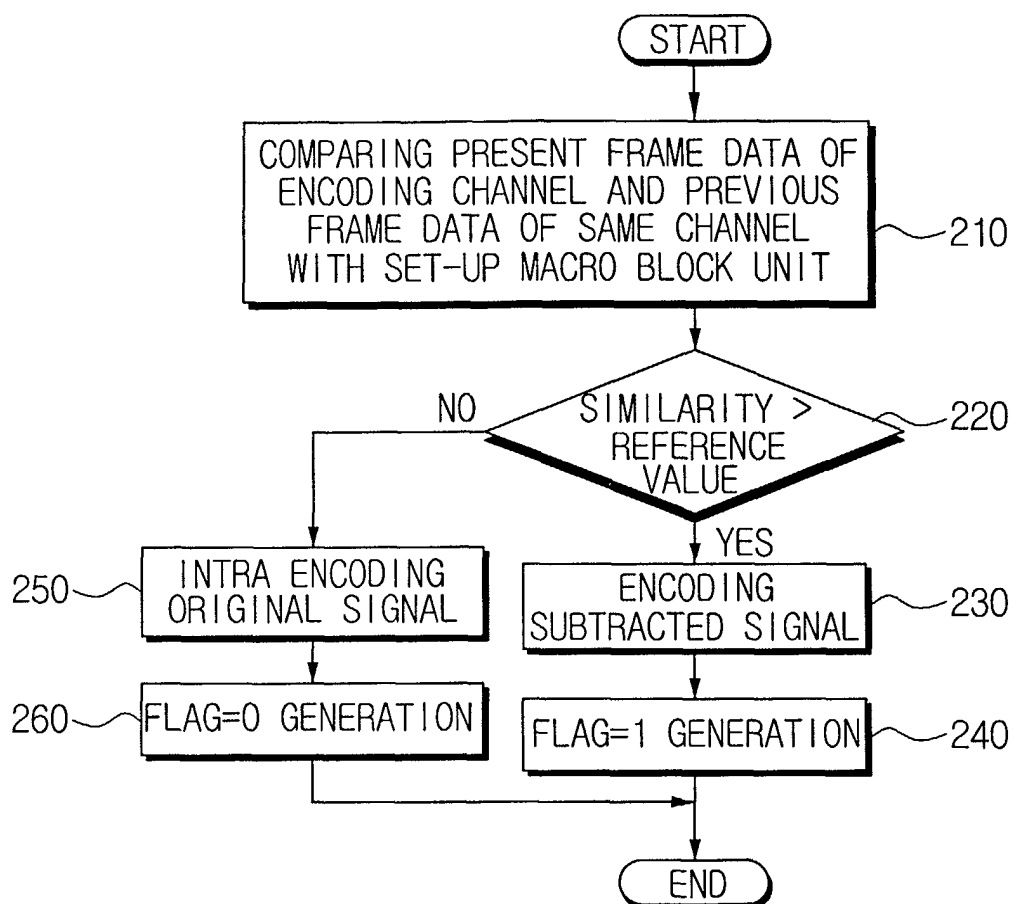 START
COMPARING PRESENT FRAME DATA OF
ENCODING CHANNEL AND PREVIOUS
FRAME DATA OF SAME CHANNEL
WITH SET-UP MACRO BLOCK UNIT
210
SIMILARITY >
REFERENCE
VALUE
220
NO
YES
250
INTRA ENCODING
ORIGINAL SIGNAL
ENCODING
SUBTRACTED SIGNAL
230
260
FLAG=0 GENERATION
FLAG=1 GENERATION
240
END